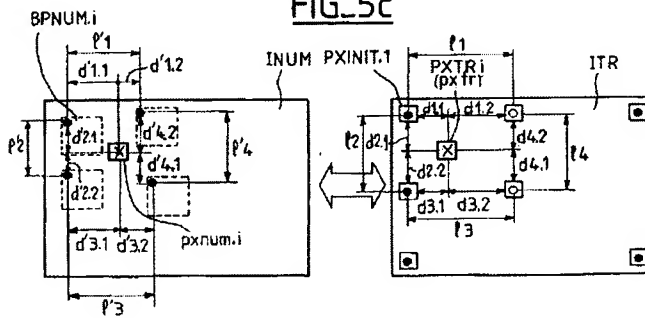 FIG_5c
BPNUM.i
ℓ'1
d'1.1
d'1.2
INUM
PXINIT.1
ℓ1
PXTRi
(pxtr)
ITR
d1.1
d1.2
ℓ'2
d'2.1
d'4.2
ℓ'4
ℓ2
d2.1
d4.2
ℓ4
d'2.2
d'4.1
d2.2
d4.1
d'3.1
d'3.2
pxnum.i
d3.1
d3.2
ℓ3
ℓ'3